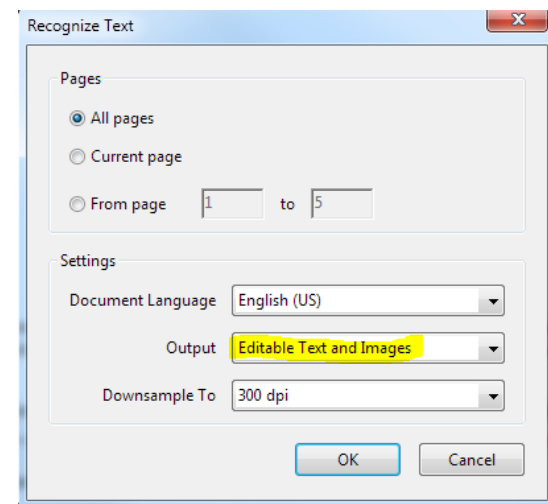 Recognize Text
Pages
All pages
Current page
From page 1 to 5
Settings
Document Language English (US)
Output Editable Text and Images
Downsample To 300 dpi
OK Cancel